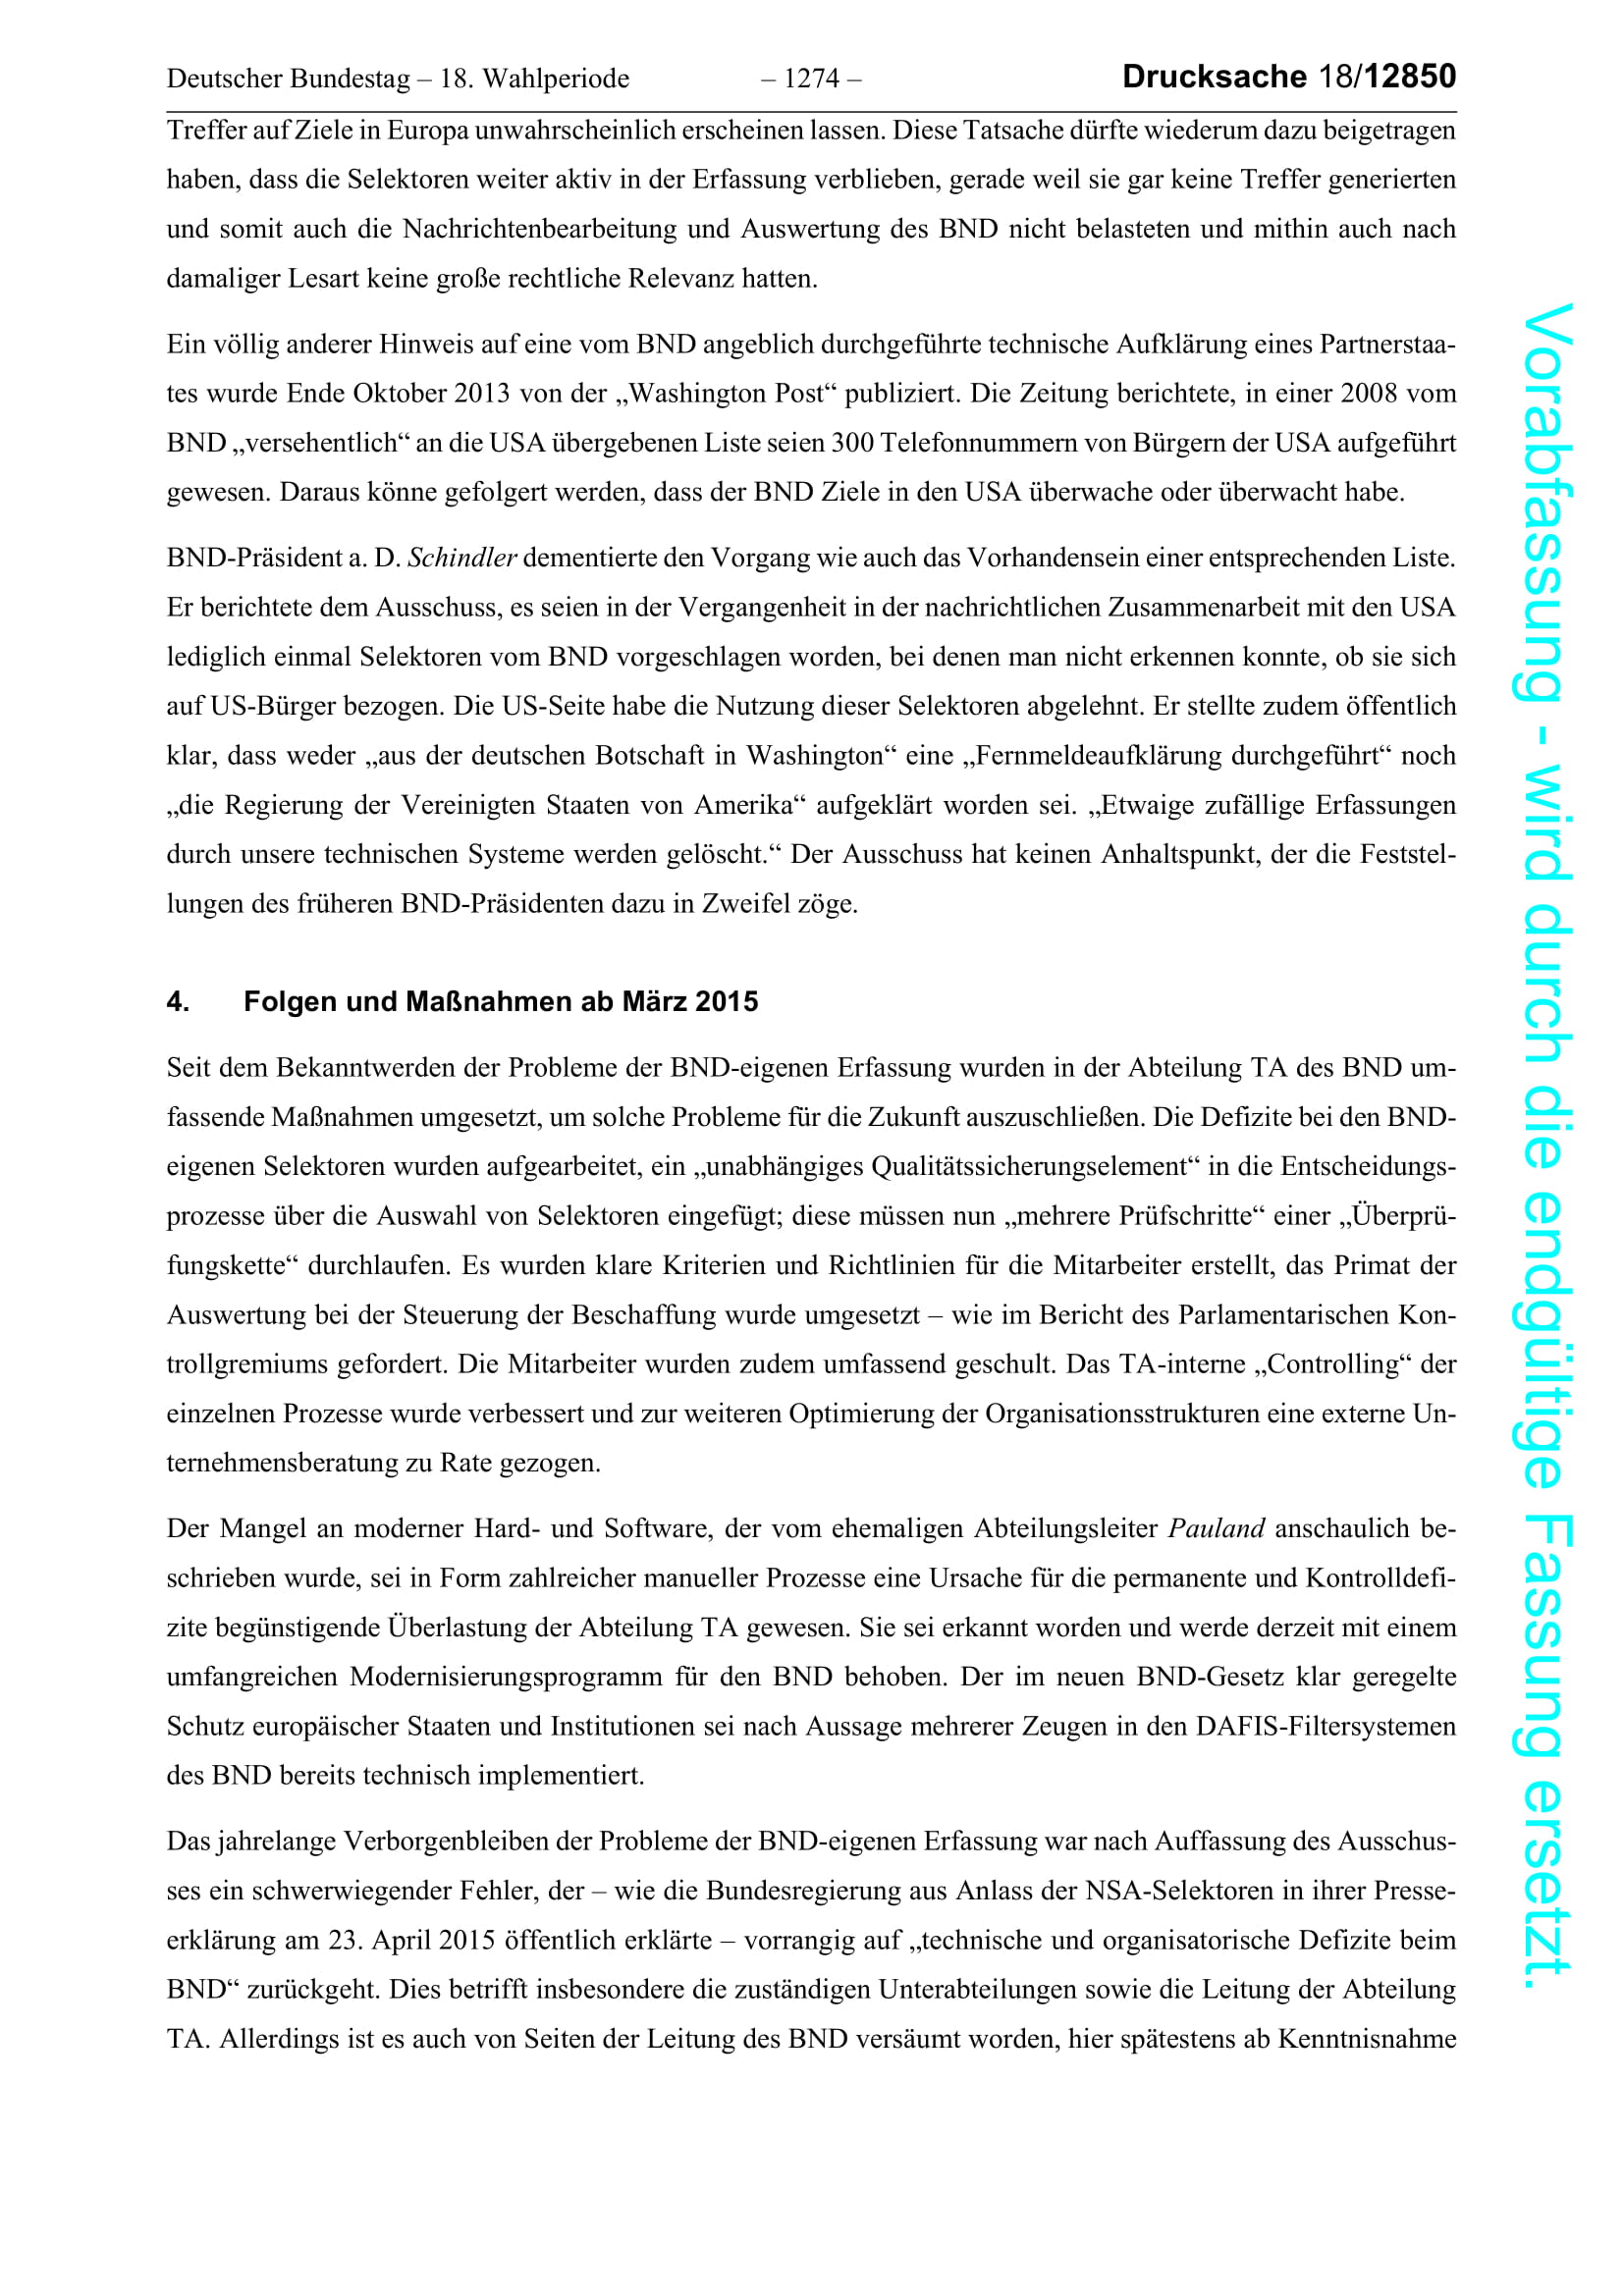 Deutscher Bundestag – 18. Wahlperiode – 1274 – Drucksache 18/12850
Treffer auf Ziele in Europa unwahrscheinlich erscheinen lassen. Diese Tatsache dürfte wiederum dazu beigetragen
haben, dass die Selektoren weiter aktiv in der Erfassung verblieben, gerade weil sie gar keine Treffer generierten
und somit auch die Nachrichtenbearbeitung und Auswertung des BND nicht belasteten und mithin auch nach
damaliger Lesart keine große rechtliche Relevanz hatten.
Ein völlig anderer Hinweis auf eine vom BND angeblich durchgeführte technische Aufklärung eines Partnerstaa-
tes wurde Ende Oktober 2013 von der „Washington Post“ publiziert. Die Zeitung berichtete, in einer 2008 vom
BND „versehentlich“ an die USA übergebenen Liste seien 300 Telefonnummern von Bürgern der USA aufgeführt
gewesen. Daraus könne gefolgert werden, dass der BND Ziele in den USA überwache oder überwacht habe.
BND-Präsident a. D. Schindler dementierte den Vorgang wie auch das Vorhandensein einer entsprechenden Liste.
Er berichtete dem Ausschuss, es seien in der Vergangenheit in der nachrichtlichen Zusammenarbeit mit den USA
lediglich einmal Selektoren vom BND vorgeschlagen worden, bei denen man nicht erkennen konnte, ob sie sich
auf US-Bürger bezogen. Die US-Seite habe die Nutzung dieser Selektoren abgelehnt. Er stellte zudem öffentlich
klar, dass weder „aus der deutschen Botschaft in Washington“ eine „Fernmeldeaufklärung durchgeführt“ noch
„die Regierung der Vereinigten Staaten von Amerika“ aufgeklärt worden sei. „Etwaige zufällige Erfassungen
durch unsere technischen Systeme werden gelöscht.“ Der Ausschuss hat keinen Anhaltspunkt, der die Feststel-
lungen des früheren BND-Präsidenten dazu in Zweifel zöge.
4. Folgen und Maßnahmen ab März 2015
Seit dem Bekanntwerden der Probleme der BND-eigenen Erfassung wurden in der Abteilung TA des BND um-
fassende Maßnahmen umgesetzt, um solche Probleme für die Zukunft auszuschließen. Die Defizite bei den BND-
eigenen Selektoren wurden aufgearbeitet, ein „unabhängiges Qualitätssicherungselement“ in die Entscheidungs-
prozesse über die Auswahl von Selektoren eingefügt; diese müssen nun „mehrere Prüfschritte“ einer „Überprü-
fungskette“ durchlaufen. Es wurden klare Kriterien und Richtlinien für die Mitarbeiter erstellt, das Primat der
Auswertung bei der Steuerung der Beschaffung wurde umgesetzt – wie im Bericht des Parlamentarischen Kon-
trollgremiums gefordert. Die Mitarbeiter wurden zudem umfassend geschult. Das TA-interne „Controlling“ der
einzelnen Prozesse wurde verbessert und zur weiteren Optimierung der Organisationsstrukturen eine externe Un-
ternehmensberatung zu Rate gezogen.
Der Mangel an moderner Hard- und Software, der vom ehemaligen Abteilungsleiter Pauland anschaulich be-
schrieben wurde, sei in Form zahlreicher manueller Prozesse eine Ursache für die permanente und Kontrolldefi-
zite begünstigende Überlastung der Abteilung TA gewesen. Sie sei erkannt worden und werde derzeit mit einem
umfangreichen Modernisierungsprogramm für den BND behoben. Der im neuen BND-Gesetz klar geregelte
Schutz europäischer Staaten und Institutionen sei nach Aussage mehrerer Zeugen in den DAFIS-Filtersystemen
des BND bereits technisch implementiert.
Das jahrelange Verborgenbleiben der Probleme der BND-eigenen Erfassung war nach Auffassung des Ausschus-
ses ein schwerwiegender Fehler, der – wie die Bundesregierung aus Anlass der NSA-Selektoren in ihrer Presse-
erklärung am 23. April 2015 öffentlich erklärte – vorrangig auf „technische und organisatorische Defizite beim
BND“ zurückgeht. Dies betrifft insbesondere die zuständigen Unterabteilungen sowie die Leitung der Abteilung
TA. Allerdings ist es auch von Seiten der Leitung des BND versäumt worden, hier spätestens ab Kenntnisnahme
Vorabfassung - wird durch die endgültige Fassung ersetzt.